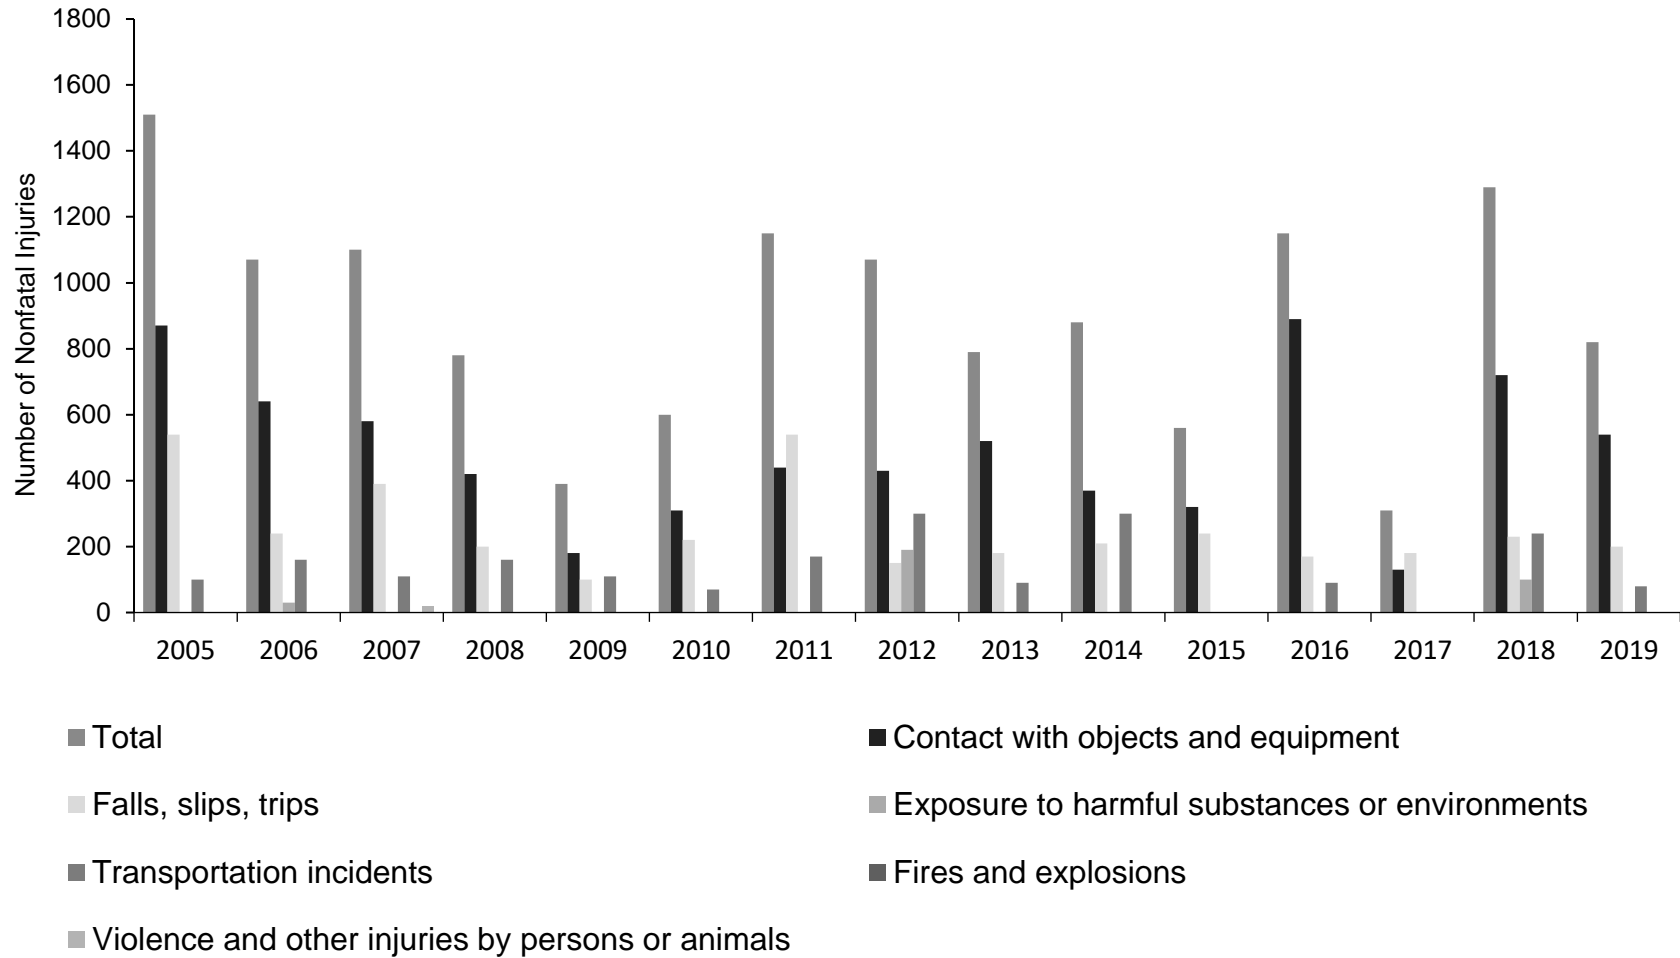 1800
1600
1400
1200
1000
800
600
400
200
0
Number of Nonfatal Injuries
2005 2006 2007 2008 2009 2010 2011 2012 2013 2014 2015 2016 2017 2018 2019
Total
Contact with objects and equipment
Falls, slips, trips
Exposure to harmful substances or environments
Transportation incidents
Fires and explosions
Violence and other injuries by persons or animals